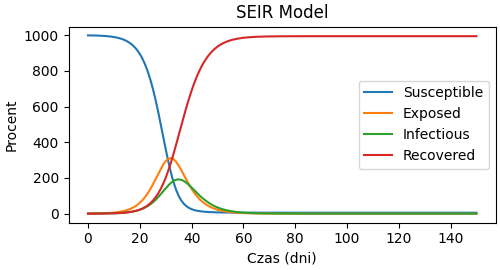 SEIR Model
Procent
1000
800
600
400
200
0
Susceptible
Exposed
Infectious
Recovered
0 20 40 60 80 100 120 140
Czas (dni)